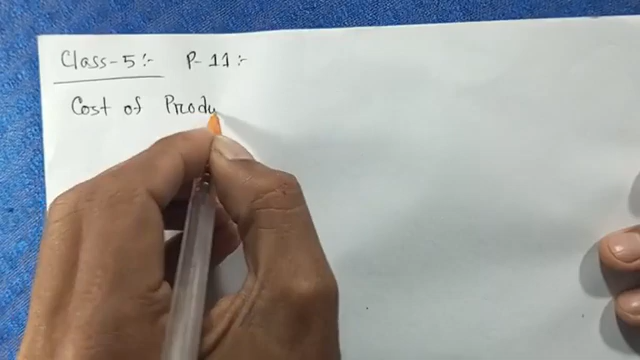 Class-5:- P-11:-
Cost of Produ